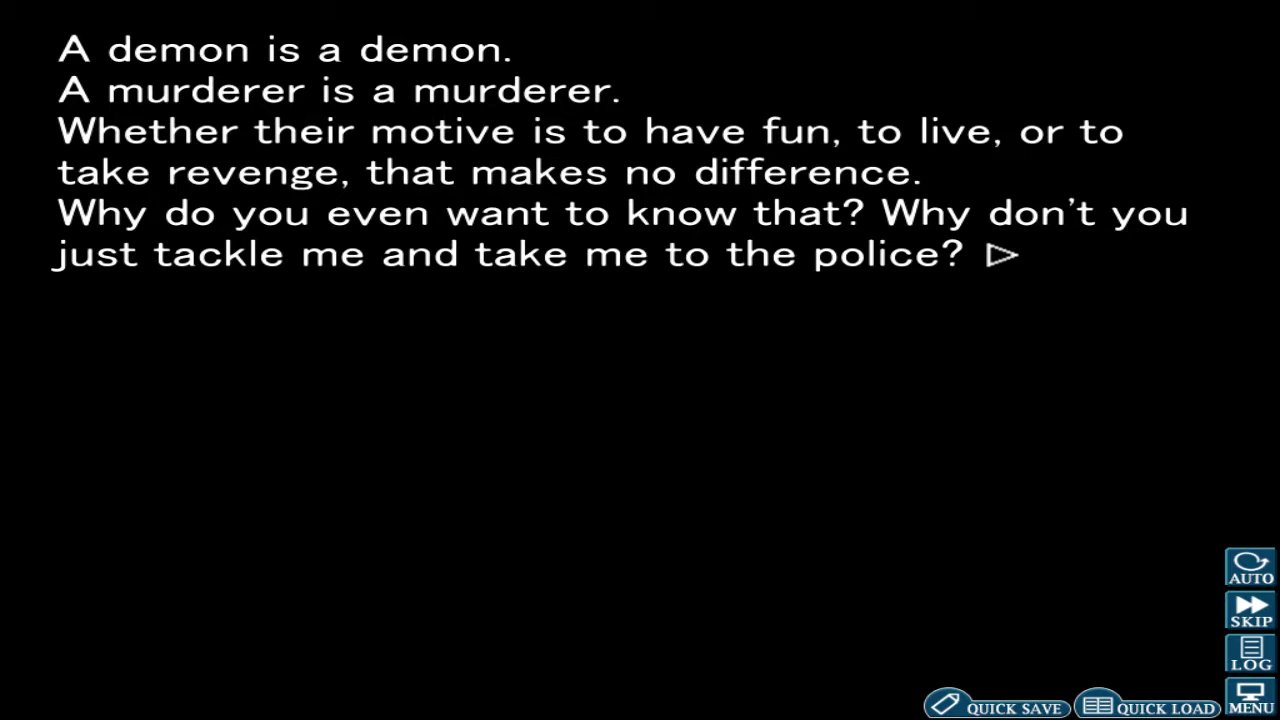 A demon is a demon.
A murderer is a murderer.
Whether their motive is to have fun, to live, or to
take revenge, that makes no difference.
Why do you even want to know that? Why don't you
just tackle me and take me to the police?
AUTO
SKIP
LOG
MENU
QUICK SAVE
QUICK LOAD